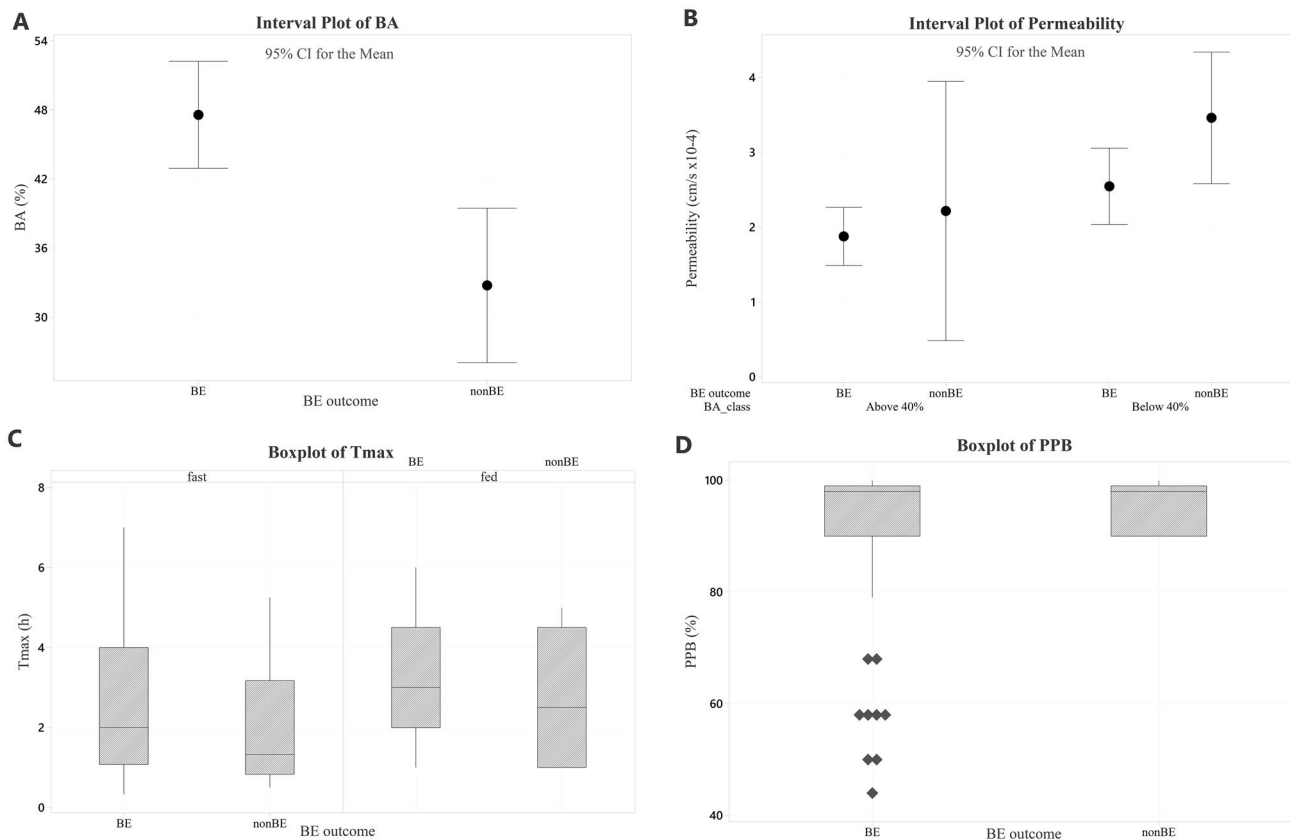 A
Interval Plot of BA
95% CI for the Mean
54
48
42
36
30
BA (%)
BE
nonBE
BE outcome
B
Interval Plot of Permeability
95% CI for the Mean
4
3
2
1
0
Permeability (cm/s x10-4)
BE outcome BE nonBE BE nonBE
BA_class Above 40% Below 40%
C
Boxplot of Tmax
BE nonBE
fast fed
8
6
4
2
0
Tmax (h)
BE nonBE
BE outcome
D
Boxplot of PPB
100
80
60
40
PPB (%)
BE
nonBE
BE outcome